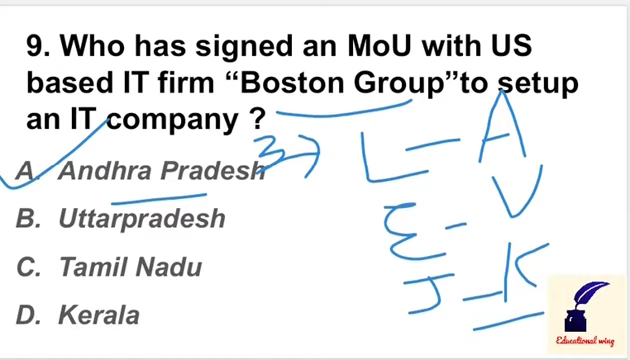 9. Who has signed an MoU with US
based IT firm “Boston Group”to setup
an IT company ?
A. Andhra Pradesh
B. Uttarpradesh
C. Tamil Nadu
D. Kerala
3 → L - A
E - V
J - K
Educational wing